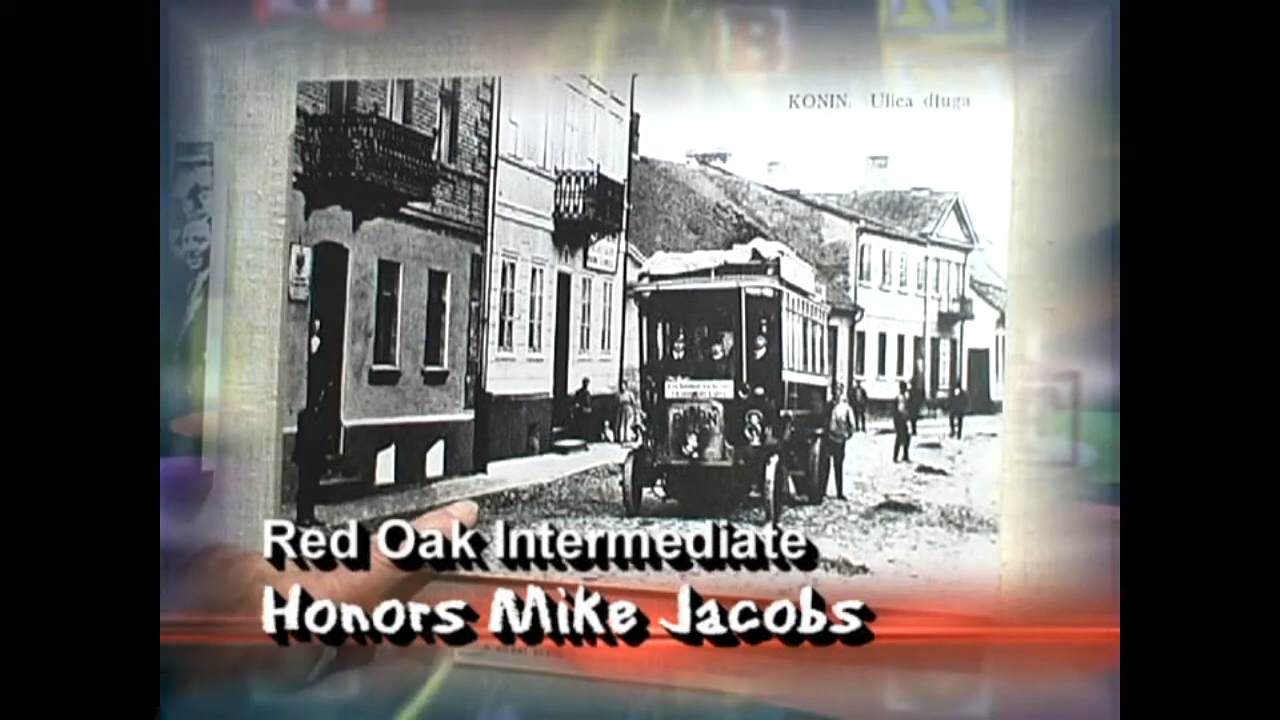 KONIN. Ulica długa
Red Oak Intermediate
Honors Mike Jacobs